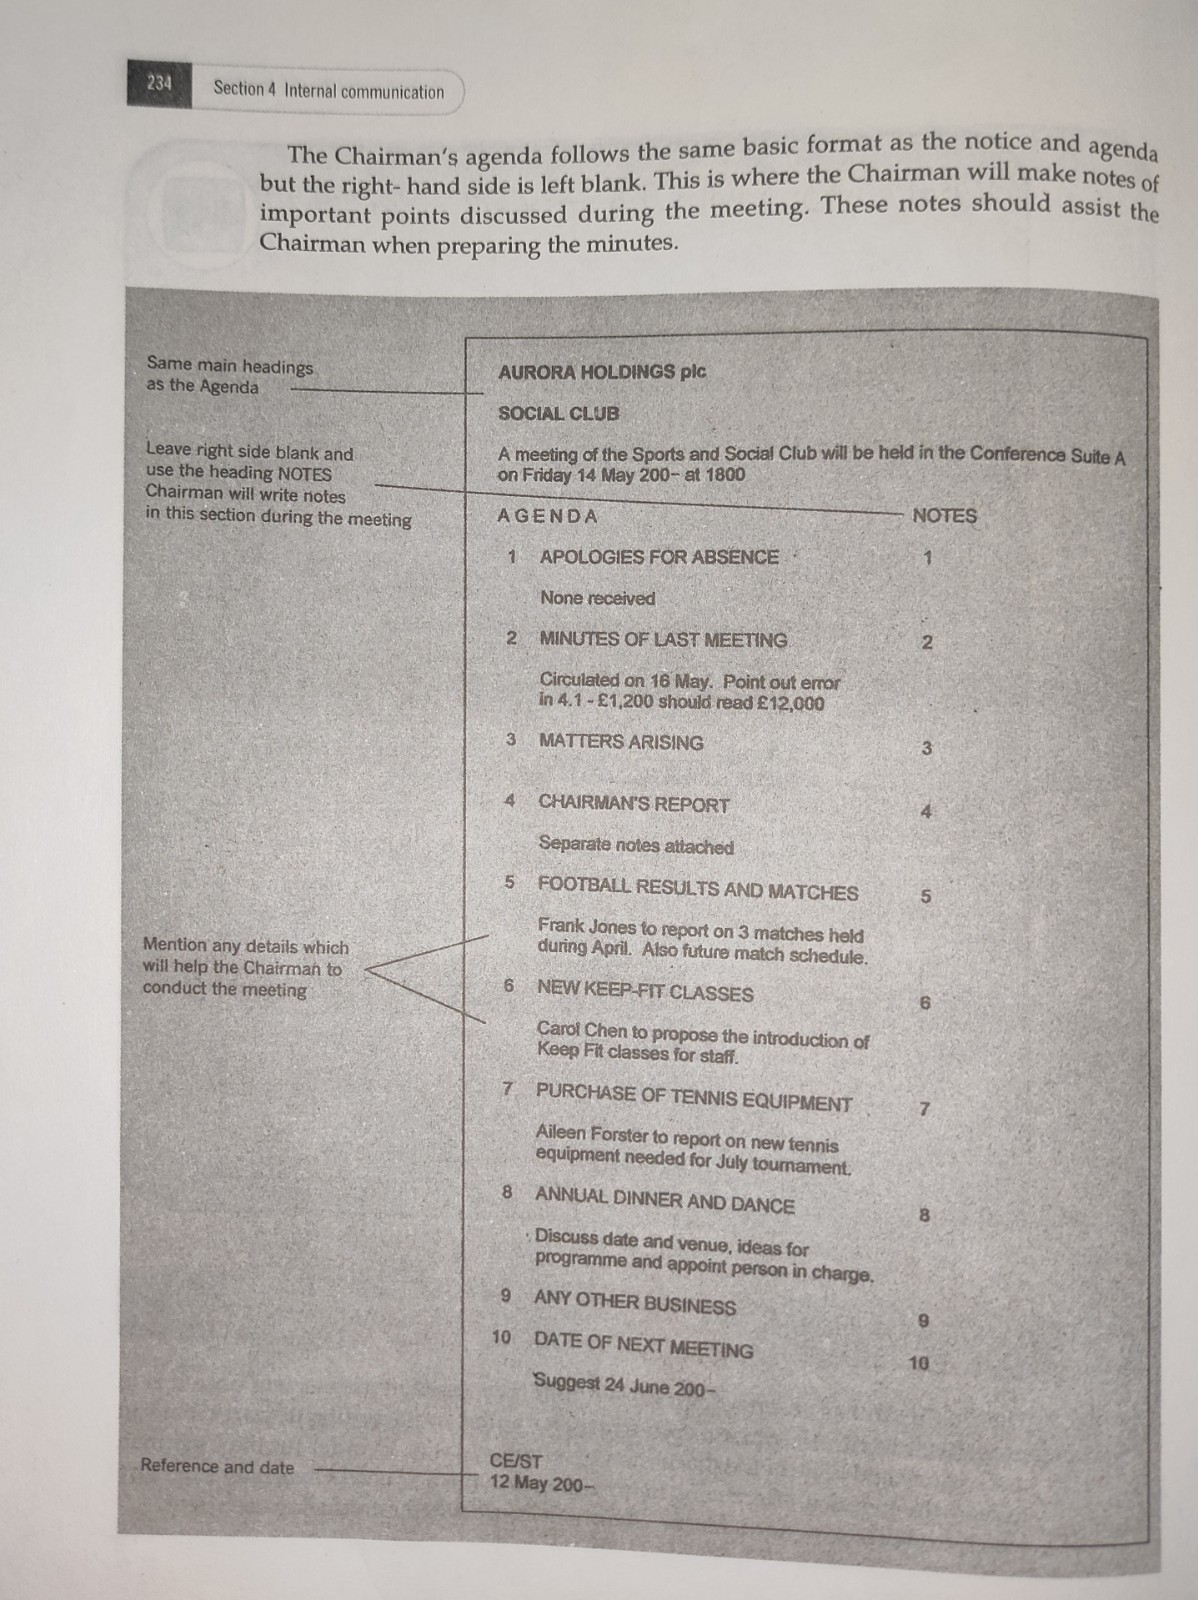 234
Section 4 Internal communication
The Chairman's agenda follows the same basic format as the notice and agenda
but the right- hand side is left blank. This is where the Chairman will make notes of
important points discussed during the meeting. These notes should assist the
Chairman when preparing the minutes.
Same main headings
as the Agenda
Leave right side blank and
use the heading NOTES
Chairman will write notes
in this section during the meeting
Mention any details which
will help the Chairman to
conduct the meeting
Reference and date
AURORA HOLDINGS plc
SOCIAL CLUB
A meeting of the Sports and Social Club will be held in the Conference Suite A
on Friday 14 May 200– at 1800
AGENDA NOTES
1 APOLOGIES FOR ABSENCE 1
None received
2 MINUTES OF LAST MEETING 2
Circulated on 16 May. Point out error
in 4.1 - £1,200 should read £12,000
3 MATTERS ARISING 3
4 CHAIRMAN'S REPORT 4
Separate notes attached
5 FOOTBALL RESULTS AND MATCHES 5
Frank Jones to report on 3 matches held
during April. Also future match schedule.
6 NEW KEEP-FIT CLASSES 6
Carol Chen to propose the introduction of
Keep Fit classes for staff.
7 PURCHASE OF TENNIS EQUIPMENT 7
Aileen Forster to report on new tennis
equipment needed for July tournament.
8 ANNUAL DINNER AND DANCE 8
Discuss date and venue, ideas for
programme and appoint person in charge.
9 ANY OTHER BUSINESS 9
10 DATE OF NEXT MEETING 10
Suggest 24 June 200–
CE/ST
12 May 200–